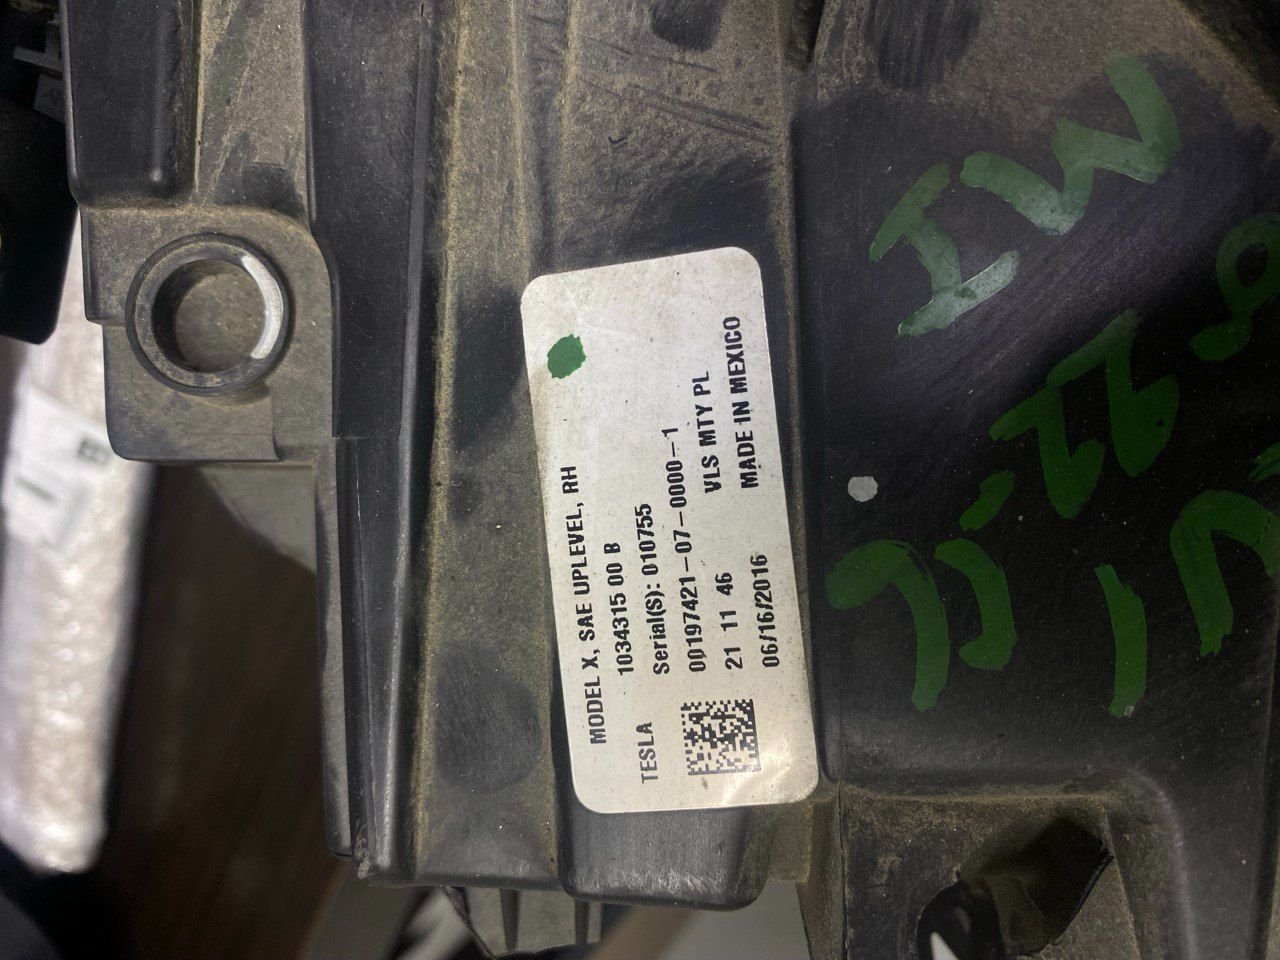 MODEL X, SAE UPLEVEL, RH
1034315 00 B
TESLA
Serial(S): 010755
00197421-07-0000-1
21 11 46
VLS MTY PL
06/16/2016
MADE IN MEXICO